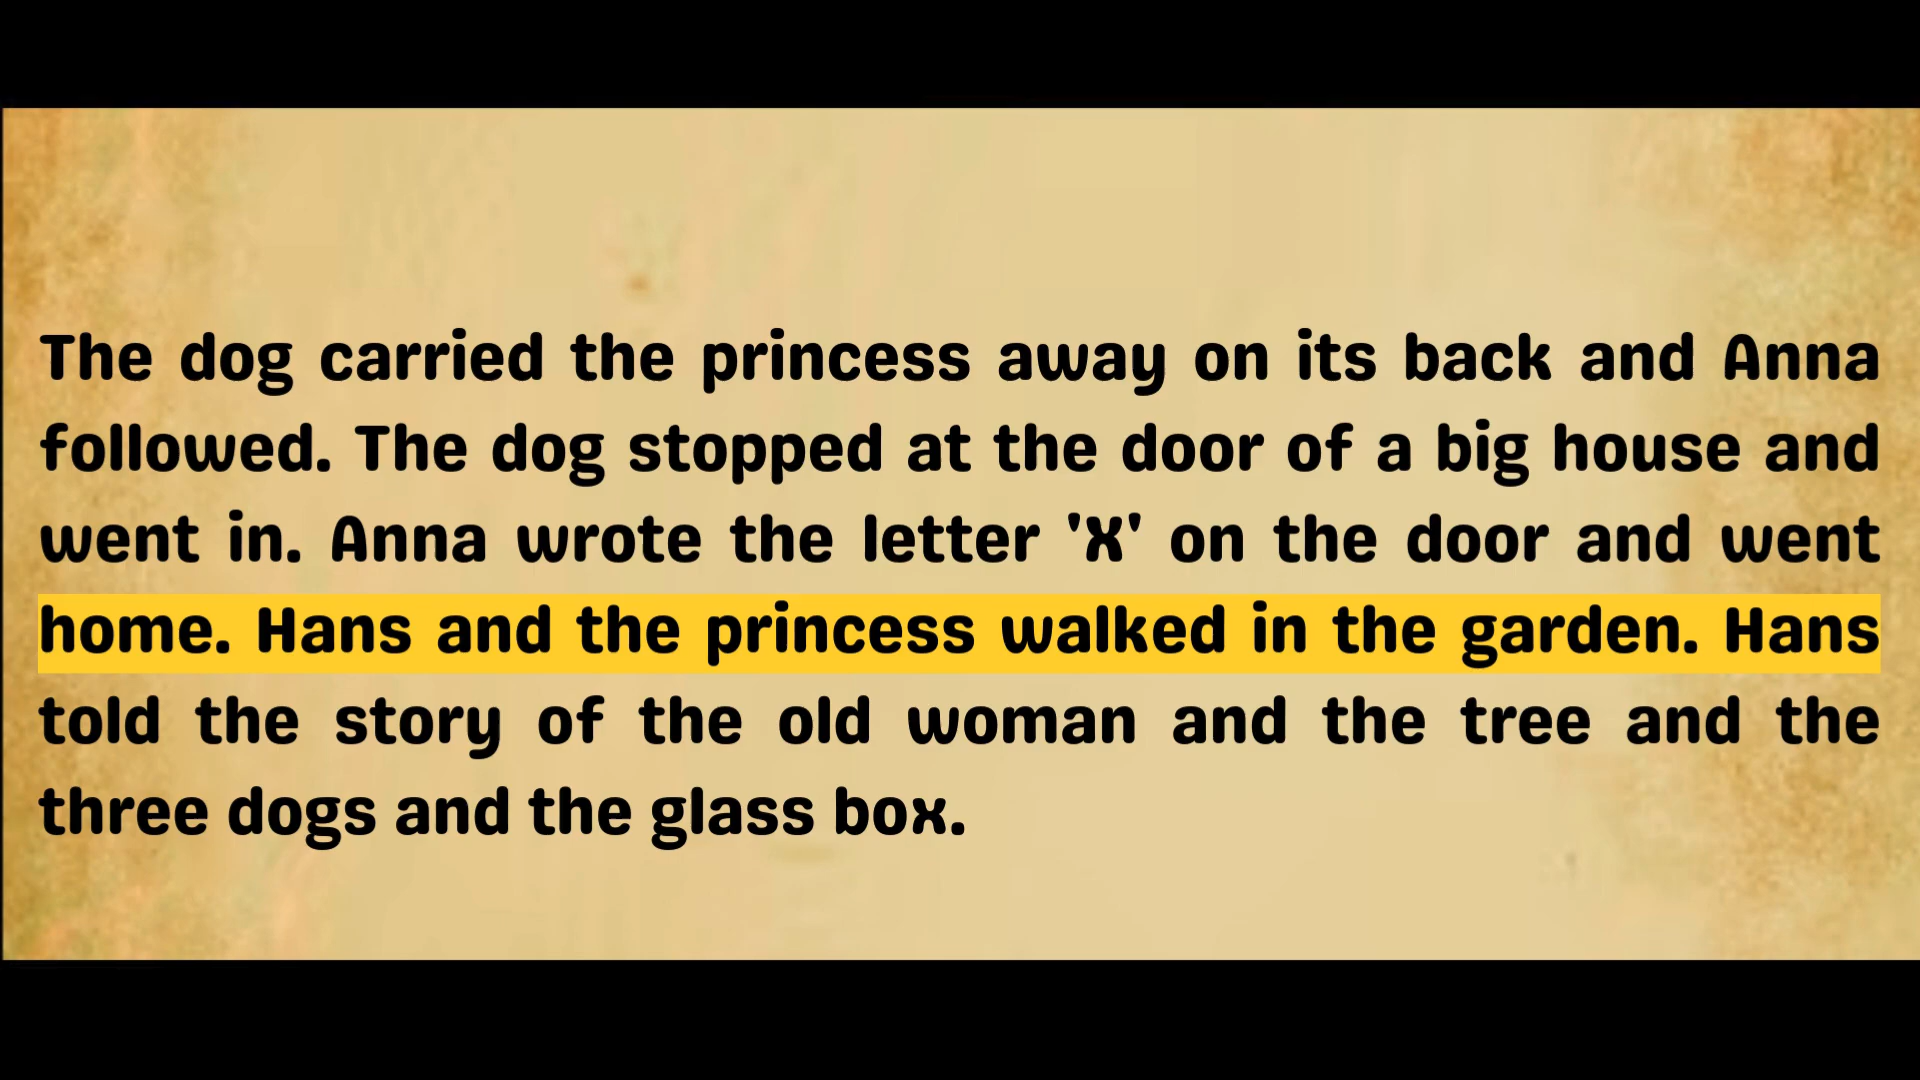 The dog carried the princess away on its back and Anna
followed. The dog stopped at the door of a big house and
went in. Anna wrote the letter 'X' on the door and went
home. Hans and the princess walked in the garden. Hans
told the story of the old woman and the tree and the
three dogs and the glass box.